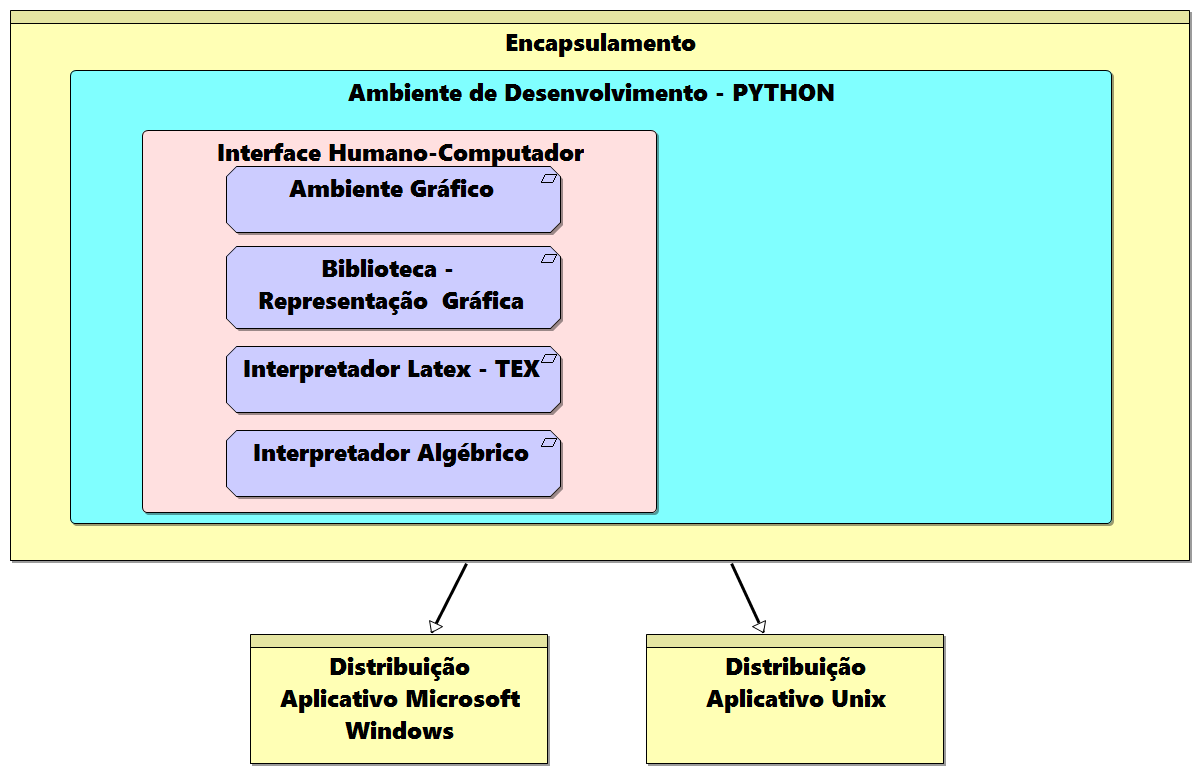 Encapsulamento
Ambiente de Desenvolvimento - PYTHON
Interface Humano-Computador
Ambiente Gráfico
Biblioteca -
Representação Gráfica
Interpretador Latex - TEX
Interpretador Algébrico
Distribuição
Aplicativo Microsoft
Windows
Distribuição
Aplicativo Unix